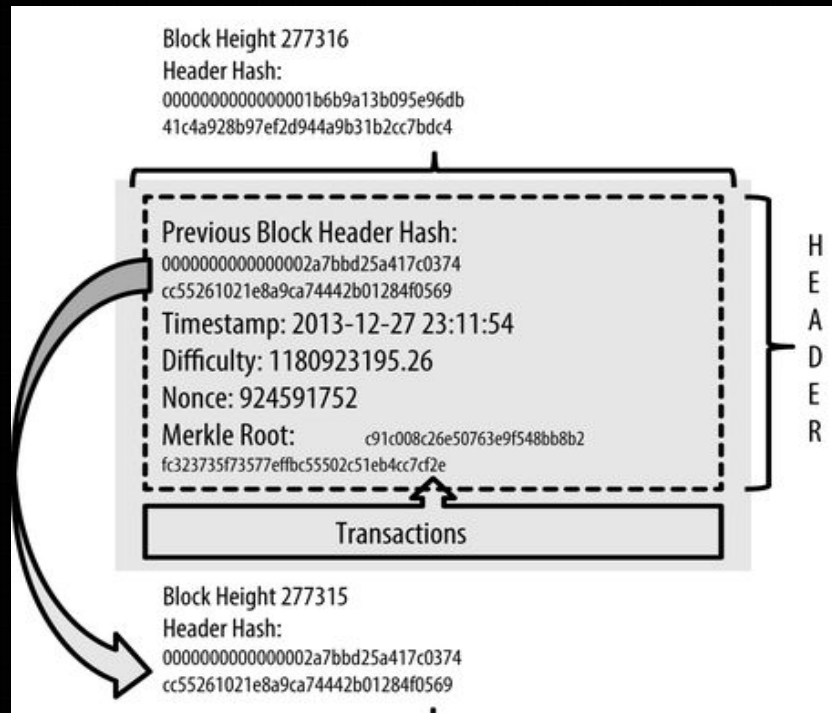 Block Height 277316
Header Hash:
0000000000000001b6b9a13b095e96db
41c4a928b97ef2d944a9b31b2cc7bdc4
Previous Block Header Hash:
0000000000000002a7bbd25a417c0374
cc55261021e8a9ca74442b01284f0569
Timestamp: 2013-12-27 23:11:54
Difficulty: 1180923195.26
Nonce: 924591752
Merkle Root: c91c008c26e50763e9f548bb8b2
fc323735f73577effbc55502c51eb4cc7cf2e
HEADER
Transactions
Block Height 277315
Header Hash:
0000000000000002a7bbd25a417c0374
cc55261021e8a9ca74442b01284f0569